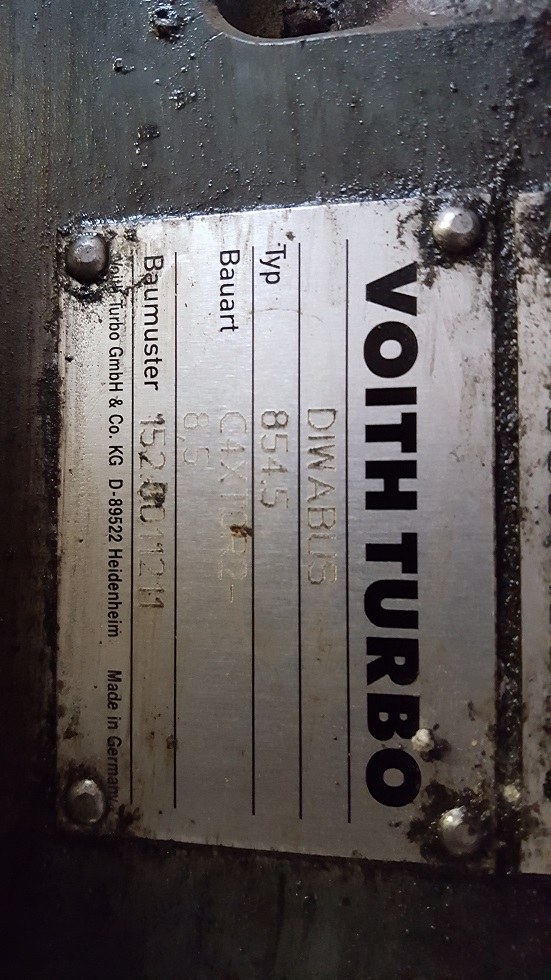 VOITH TURBO
DIWABUS
Typ 854.5
Bauart
8,5
Baumuster
Voith Turbo GmbH & Co. KG D-89522 Heidenheim Made in Germany